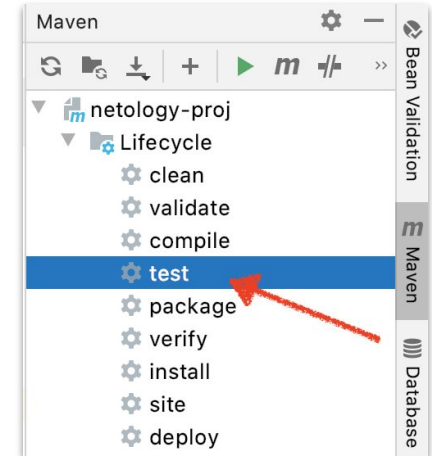 Maven
m
netology-proj
Lifecycle
clean
validate
compile
test
package
verify
install
site
deploy
Bean Validation
m Maven
Database